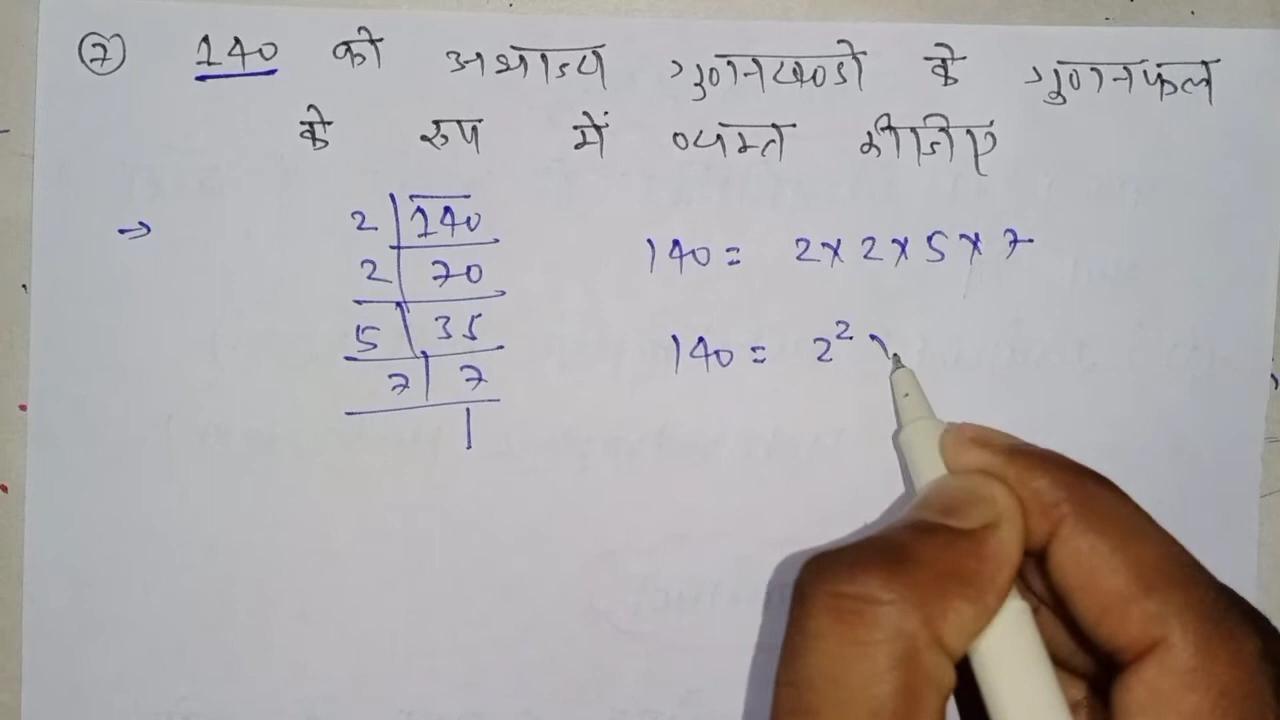 ⑦ 140 को अभाज्य गुणनखण्डो के गुणनफल
के रूप में व्यक्त कीजिए
→ 2 | 140
2 | 70
5 | 35
7 | 7
1
140 = 2 × 2 × 5 × 7
140 = 2²